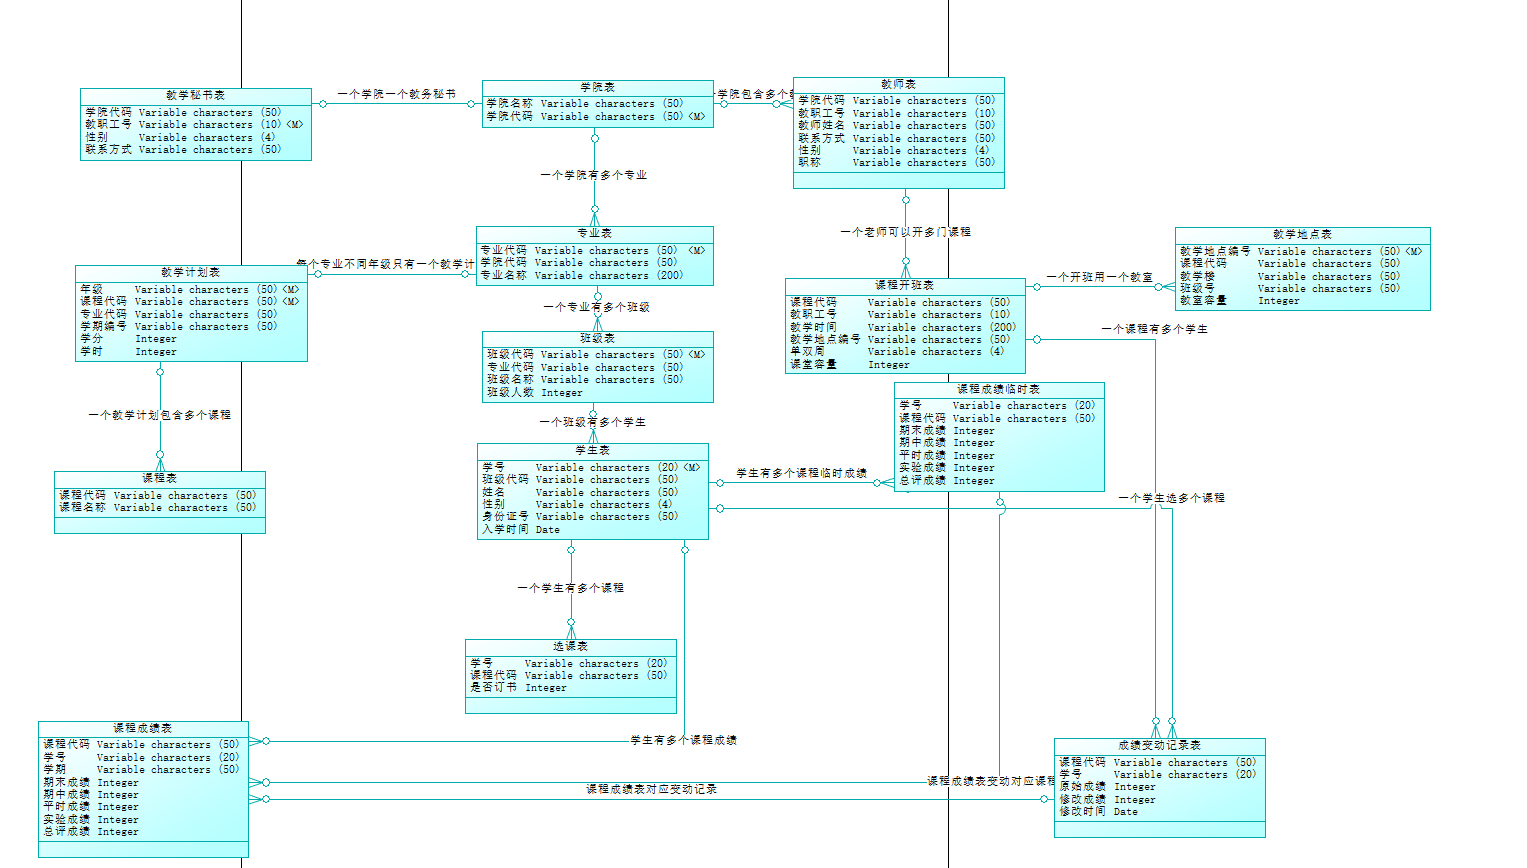 教学秘书表
学院代码 Variable characters (50)
教职工号 Variable characters (10) <M>
性别 Variable characters (4)
联系方式 Variable characters (50)
一个学院一个教务秘书
学院表
学院名称 Variable characters (50)
学院代码 Variable characters (50) <M>
学院包含多个
教师表
学院代码 Variable characters (50)
教职工号 Variable characters (10)
教师姓名 Variable characters (50)
联系方式 Variable characters (50)
性别 Variable characters (4)
职称 Variable characters (50)
一个学院有多个专业
一个老师可以开多门课程
专业表
专业代码 Variable characters (50) <M>
学院代码 Variable characters (50)
专业名称 Variable characters (200)
每个专业不同年级只有一个教学计
教学计划表
年级 Variable characters (50) <M>
课程代码 Variable characters (50) <M>
专业代码 Variable characters (50)
学期编号 Variable characters (50)
学分 Integer
学时 Integer
教学地点表
教学地点编号 Variable characters (50) <M>
课程代码 Variable characters (50)
教学楼 Variable characters (50)
班级号 Variable characters (50)
教室容量 Integer
一个开班用一个教室
课程开班表
课程代码 Variable characters (50)
教职工号 Variable characters (10)
教学时间 Variable characters (200)
教学地点编号 Variable characters (50)
单双周 Variable characters (4)
课堂容量 Integer
一个专业有多个班级
一个课程有多个学生
班级表
班级代码 Variable characters (50) <M>
专业代码 Variable characters (50)
班级名称 Variable characters (50)
班级人数 Integer
课程成绩临时表
学号 Variable characters (20)
课程代码 Variable characters (50)
期末成绩 Integer
期中成绩 Integer
平时成绩 Integer
实验成绩 Integer
总评成绩 Integer
一个教学计划包含多个课程
一个班级有多个学生
学生表
学号 Variable characters (20) <M>
班级代码 Variable characters (50)
姓名 Variable characters (50)
性别 Variable characters (4)
身份证号 Variable characters (50)
入学时间 Date
学生有多个课程临时成绩
一个学生选多个课程
课程表
课程代码 Variable characters (50)
课程名称 Variable characters (50)
一个学生有多个课程
选课表
学号 Variable characters (20)
课程代码 Variable characters (50)
是否订书 Integer
课程成绩表
课程代码 Variable characters (50)
学号 Variable characters (20)
学期 Variable characters (50)
期末成绩 Integer
期中成绩 Integer
平时成绩 Integer
实验成绩 Integer
总评成绩 Integer
学生有多个课程成绩
课程成绩表变动对应课程
课程成绩表对应变动记录
成绩变动记录表
课程代码 Variable characters (50)
学号 Variable characters (20)
原始成绩 Integer
修改成绩 Integer
修改时间 Date